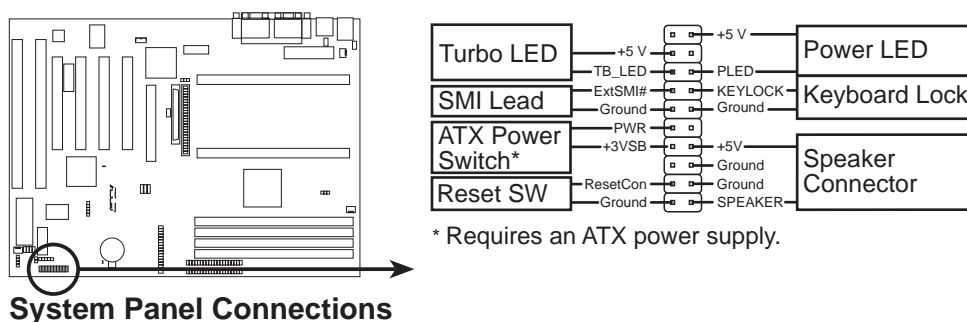 +5 V
Turbo LED
Power LED
+5 V
TB_LED
PLED
ExtSMI#
KEYLOCK
Keyboard Lock
SMI Lead
Ground
Ground
ATX Power
Switch*
PWR
+3VSB
+5V
Speaker
Connector
Ground
Reset SW
ResetCon
Ground
Ground
SPEAKER
* Requires an ATX power supply.
System Panel Connections